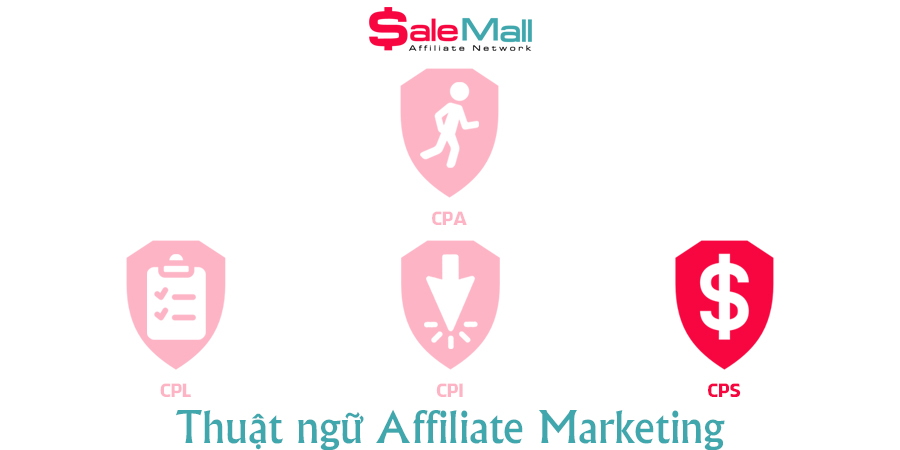 $aleMall
Affiliate Network
CPA
CPL
CPI
CPS
Thuật ngữ Affiliate Marketing